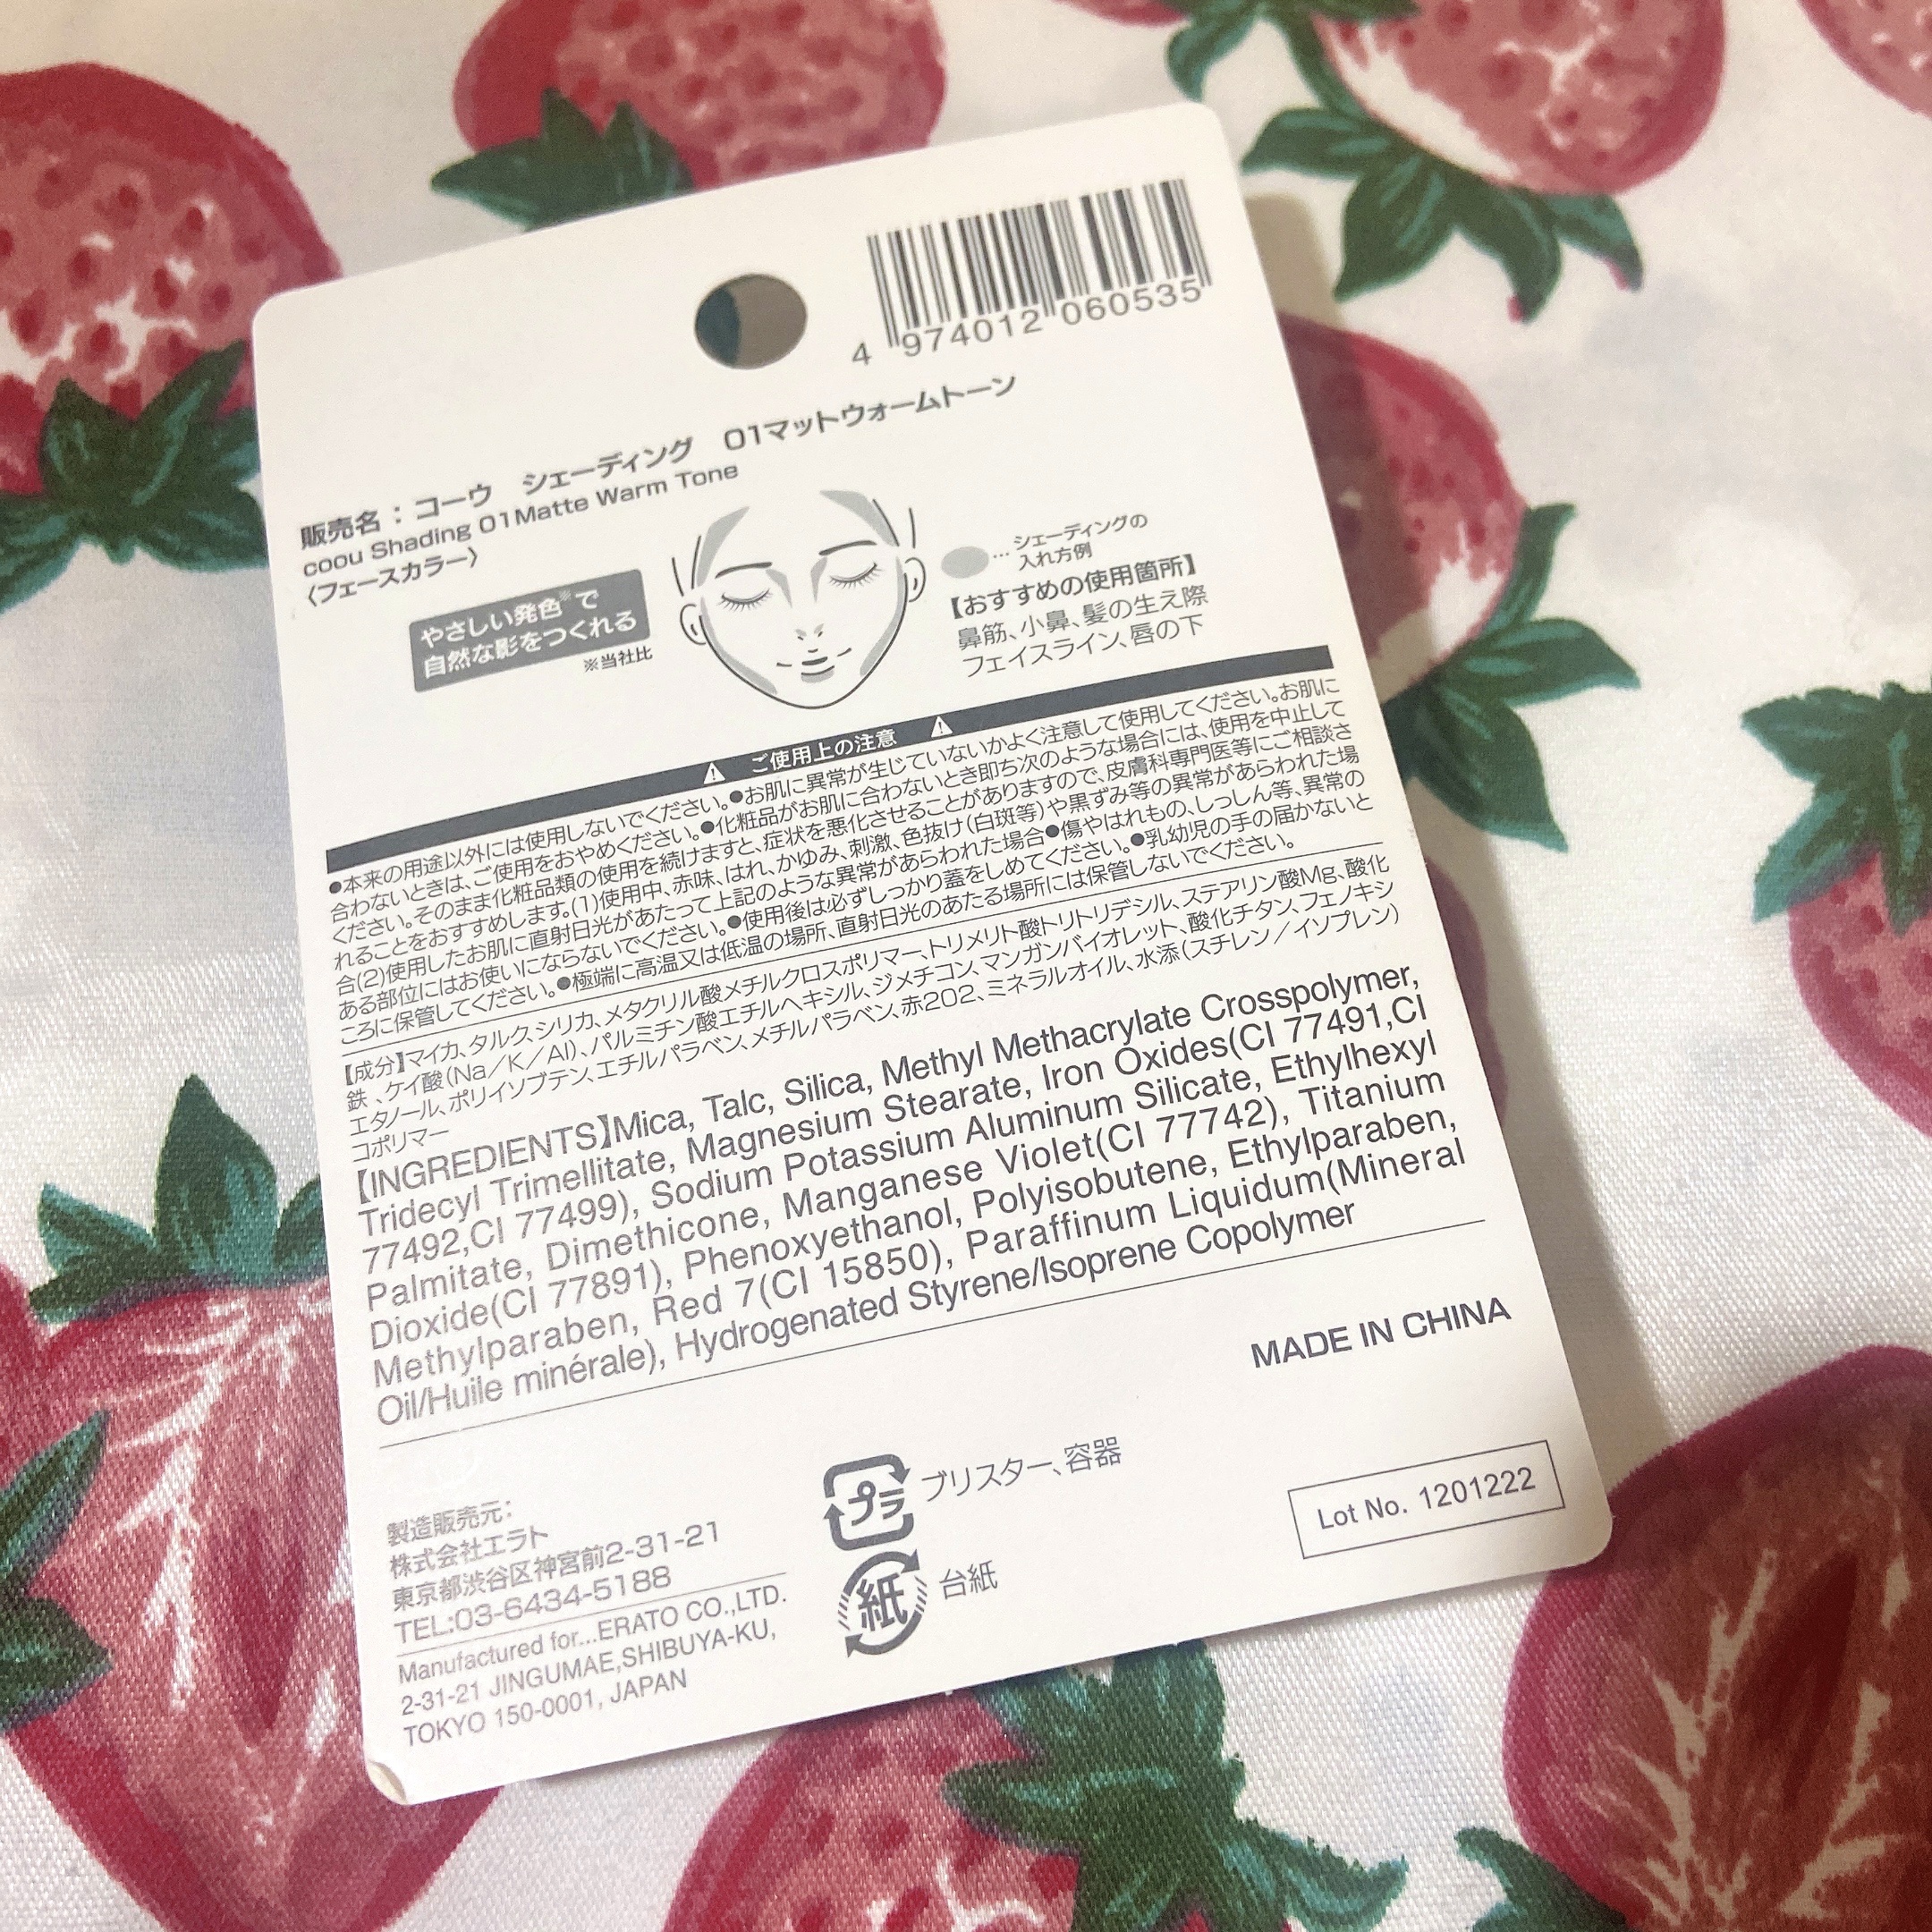 4 974012 060535
販売名：コーウ　シェーディング　01マットウォームトーン
coou Shading 01Matte Warm Tone
〈フェースカラー〉
やさしい発色※で
自然な影をつくれる
※当社比
…シェーディングの
入れ方例
【おすすめの使用箇所】
鼻筋、小鼻、髪の生え際
フェイスライン、唇の下
ご使用上の注意
●本来の用途以外には使用しないでください。●お肌に異常が生じていないかよく注意して使用してください。お肌に
合わないときは、ご使用をおやめください。●化粧品がお肌に合わないとき即ち次のような場合には、使用を中止して
ください。そのまま化粧品類の使用を続けますと、症状を悪化させることがありますので、皮膚科専門医等にご相談さ
れることをおすすめします。(1)使用中、赤味、はれ、かゆみ、刺激、色抜け(白斑等)や黒ずみ等の異常があらわれた場
合(2)使用したお肌に直射日光があたって上記のような異常があらわれた場合●傷やはれもの、しっしん等、異常の
ある部位にはお使いにならないでください。●使用後は必ずしっかり蓋をしめてください。●乳幼児の手の届かないと
ころに保管してください。●極端に高温又は低温の場所、直射日光のあたる場所には保管しないでください。
【成分】マイカ、タルク、シリカ、メタクリル酸メチルクロスポリマー、トリメリト酸トリトリデシル、ステアリン酸Mg、酸化
鉄、ケイ酸(Na／K／Al)、パルミチン酸エチルヘキシル、ジメチコン、マンガンバイオレット、酸化チタン、フェノキシ
エタノール、ポリイソブテン、エチルパラベン、メチルパラベン、赤202、ミネラルオイル、水添(スチレン／イソプレン)
コポリマー
【INGREDIENTS】Mica, Talc, Silica, Methyl Methacrylate Crosspolymer,
Tridecyl Trimellitate, Magnesium Stearate, Iron Oxides(CI 77491,CI
77492,CI 77499), Sodium Potassium Aluminum Silicate, Ethylhexyl
Palmitate, Dimethicone, Manganese Violet(CI 77742), Titanium
Dioxide(CI 77891), Phenoxyethanol, Polyisobutene, Ethylparaben,
Methylparaben, Red 7(CI 15850), Paraffinum Liquidum(Mineral
Oil/Huile minérale), Hydrogenated Styrene/Isoprene Copolymer
MADE IN CHINA
製造販売元：
株式会社エラト
東京都渋谷区神宮前2-31-21
TEL:03-6434-5188
Manufactured for...ERATO CO.,LTD.
2-31-21 JINGUMAE,SHIBUYA-KU,
TOKYO 150-0001, JAPAN
プラ ブリスター、容器
紙 台紙
Lot No. 1201222